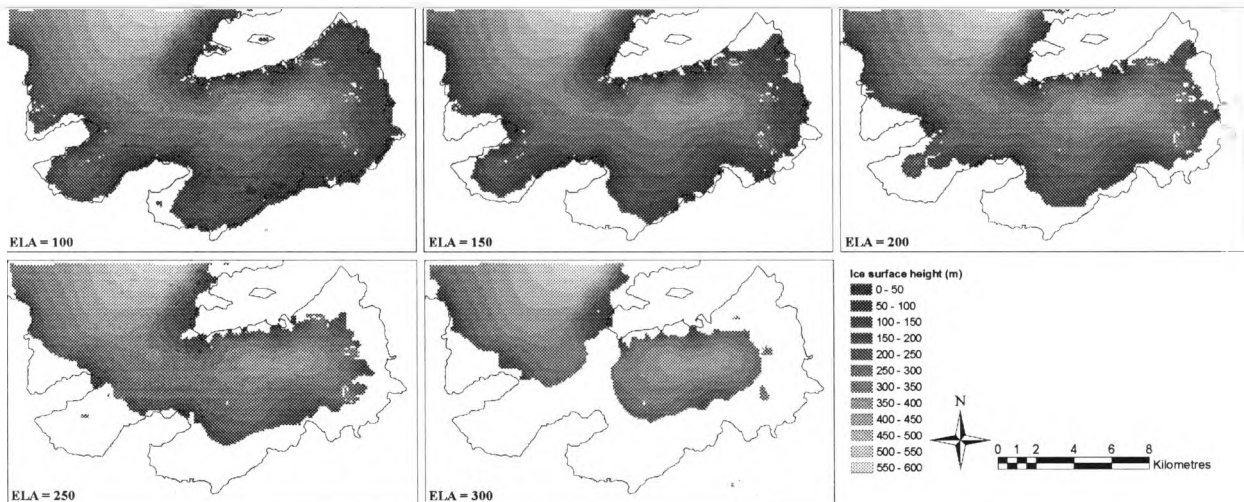 ELA = 100
ELA = 150
ELA = 200
ELA = 250
ELA = 300
Ice surface height (m)
0 - 50
50 - 100
100 - 150
150 - 200
200 - 250
250 - 300
300 - 350
350 - 400
400 - 450
450 - 500
500 - 550
550 - 600
N
0 1 2 4 6 8
Kilometres